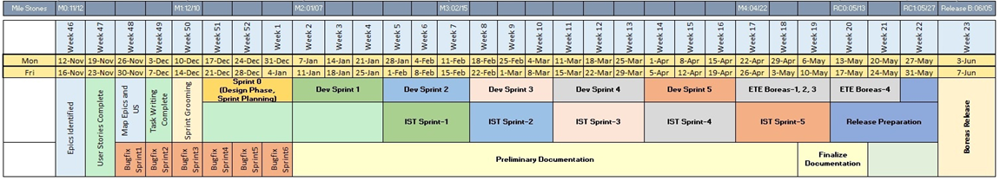 Mile Stones M0:11/12 M1:12/10 M2:01/07 M3:02/15 M4:04/22 RC0:05/13 RC1:05/27 Release B:06/05
Week 46 Week 47 Week 48 Week 49 Week 50 Week 51 Week 52 Week 1 Week 2 Week 3 Week 4 Week 5 Week 6 Week 7 Week 8 Week 9 Week 10 Week 11 Week 12 Week 13 Week 14 Week 15 Week 16 Week 17 Week 18 Week 19 Week 20 Week 21 Week 22 Week 23
Mon 12-Nov 19-Nov 26-Nov 3-Dec 10-Dec 17-Dec 24-Dec 31-Dec 7-Jan 14-Jan 21-Jan 28-Jan 4-Feb 11-Feb 18-Feb 25-Feb 4-Mar 11-Mar 18-Mar 25-Mar 1-Apr 8-Apr 15-Apr 22-Apr 29-Apr 6-May 13-May 20-May 27-May 3-Jun
Fri 16-Nov 23-Nov 30-Nov 7-Dec 14-Dec 21-Dec 28-Dec 4-Jan 11-Jan 18-Jan 25-Jan 1-Feb 8-Feb 15-Feb 22-Feb 1-Mar 8-Mar 15-Mar 22-Mar 29-Mar 5-Apr 12-Apr 19-Apr 26-Apr 3-May 10-May 17-May 24-May 31-May 7-Jun
Epics Identified
User Stories Complete
Map Epics and
US
Task Writing
Complete
Sprint Grooming
Sprint 0
(Design Phase,
Sprint Planning)
Dev Sprint 1 Dev Sprint 2 Dev Sprint 3 Dev Sprint 4 Dev Sprint 5 ETE Boreas-1, 2, 3 ETE Boreas-4
IST Sprint-1 IST Sprint-2 IST Sprint-3 IST Sprint-4 IST Sprint-5 Release Preparation
Boreas Release
Bugfix
Sprint1
Bugfix
Sprint2
Bugfix
Sprint3
Bugfix
Sprint4
Bugfix
Sprint5
Bugfix
Sprint6
Preliminary Documentation
Finalize
Documentation